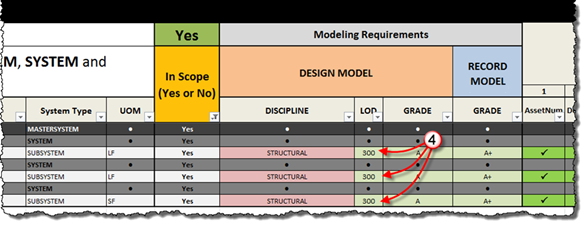 Yes Modeling Requirements
M, SYSTEM and In Scope (Yes or No) DESIGN MODEL RECORD MODEL 1
System Type UOM DISCIPLINE LOD GRADE GRADE AssetNum
MASTERSYSTEM • Yes • • • •
SYSTEM • Yes • • • •
SUBSYSTEM LF Yes STRUCTURAL 300 A A+ ✓
SYSTEM • Yes • • • •
SUBSYSTEM LF Yes STRUCTURAL 300 A A+ ✓
SYSTEM • Yes • • • •
SUBSYSTEM SF Yes STRUCTURAL 300 A A+ ✓
4